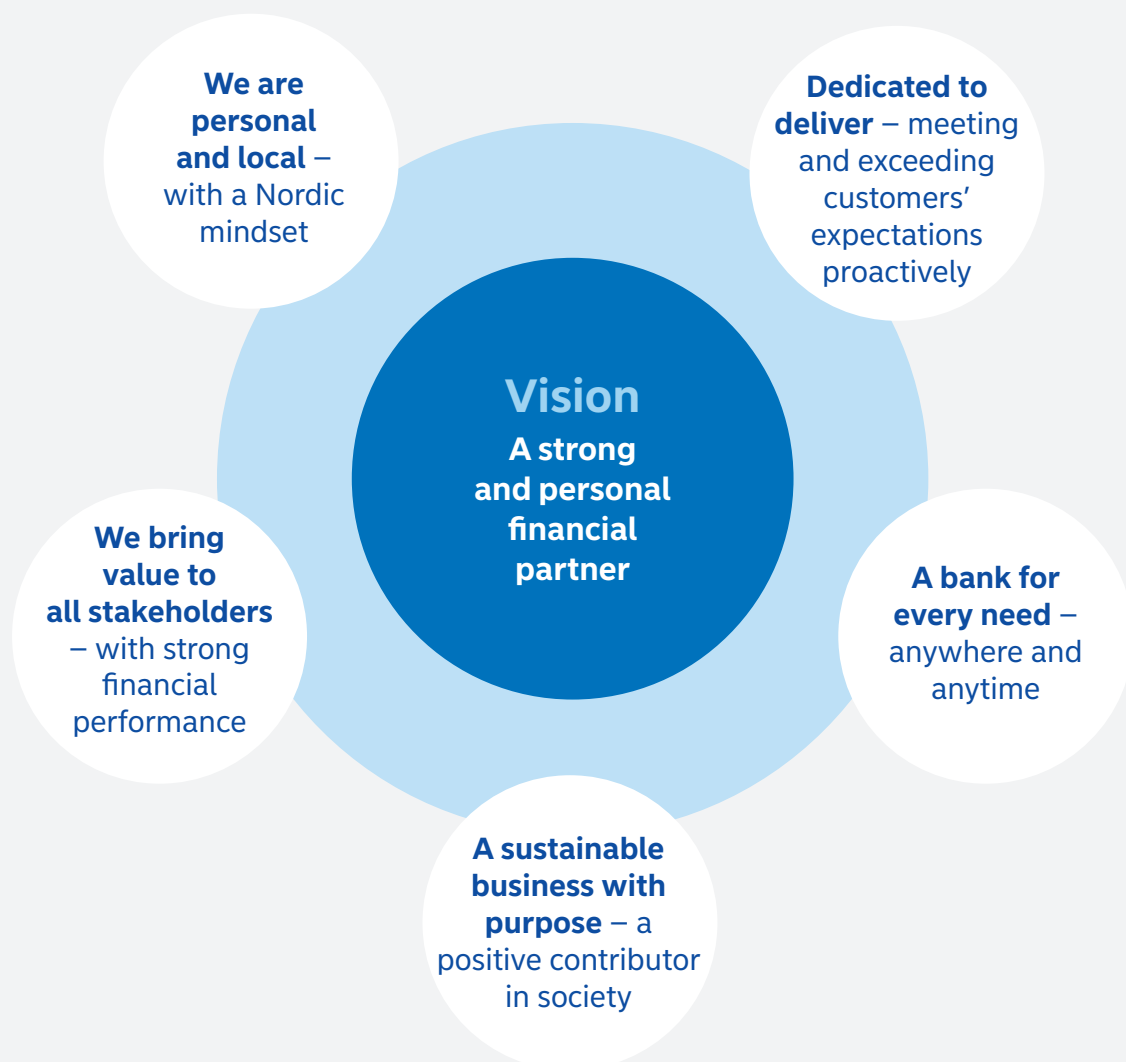 We are
personal
and local –
with a Nordic
mindset
Dedicated to
deliver – meeting
and exceeding
customers’
expectations
proactively
Vision
A strong
and personal
financial
partner
We bring
value to
all stakeholders
– with strong
financial
performance
A bank for
every need –
anywhere and
anytime
A sustainable
business with
purpose – a
positive contributor
in society